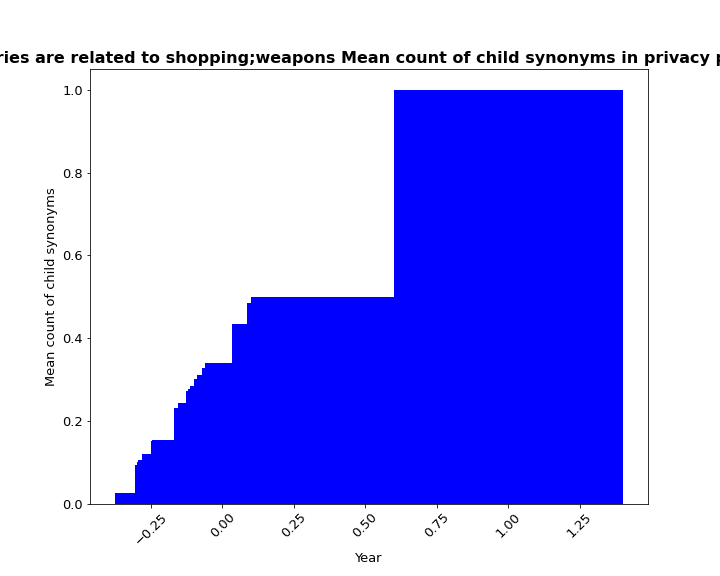 are related to shopping;weapons Mean count of child synonyms in privacy
1.0
0.8
0.6
0.4
0.2
0.0
Mean count of child synonyms
−0.25 0.00 0.25 0.50 0.75 1.00 1.25
Year